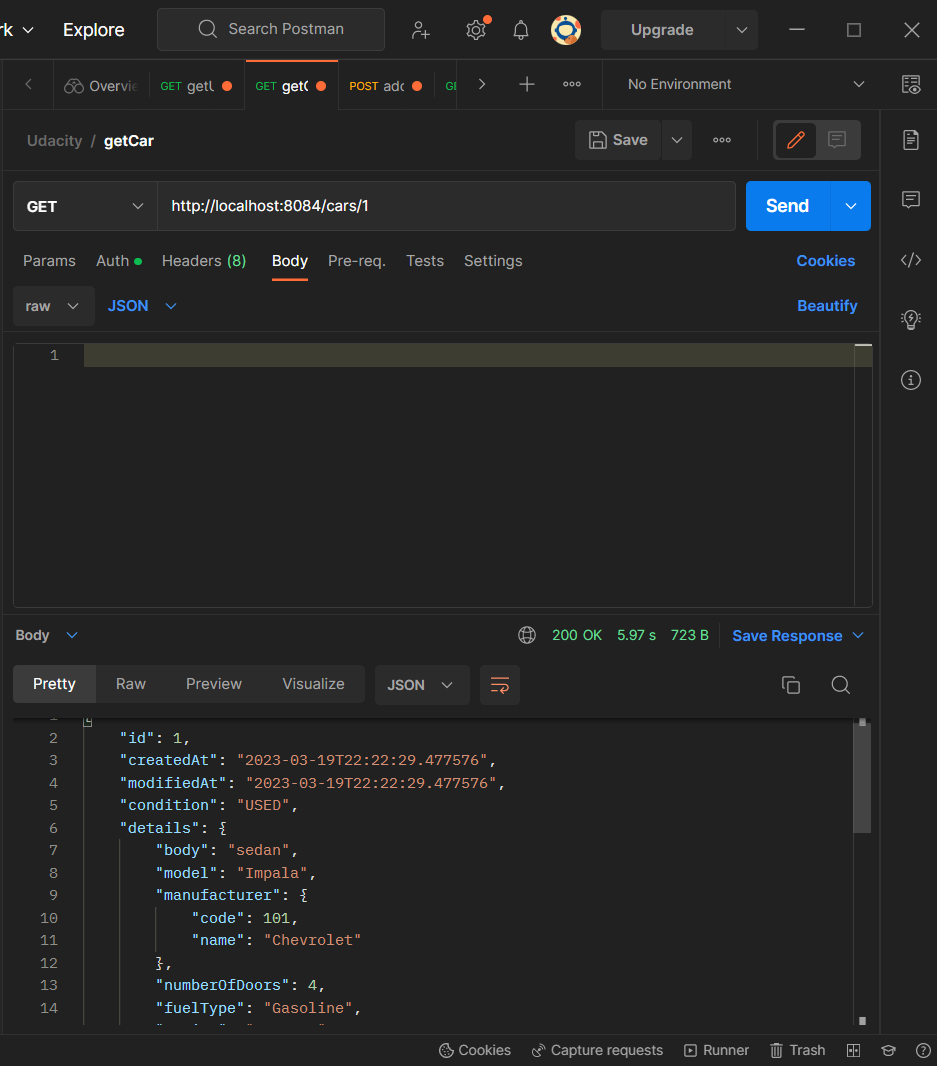 rk Explore Search Postman Upgrade
Overvie GET getU GET getC POST adc GE No Environment
Udacity / getCar Save
GET http://localhost:8084/cars/1 Send
Params Auth Headers (8) Body Pre-req. Tests Settings Cookies
raw JSON Beautify
1
Body 200 OK 5.97 s 723 B Save Response
Pretty Raw Preview Visualize JSON
2 "id": 1,
3 "createdAt": "2023-03-19T22:22:29.477576",
4 "modifiedAt": "2023-03-19T22:22:29.477576",
5 "condition": "USED",
6 "details": {
7 "body": "sedan",
8 "model": "Impala",
9 "manufacturer": {
10 "code": 101,
11 "name": "Chevrolet"
12 },
13 "numberOfDoors": 4,
14 "fuelType": "Gasoline",
Cookies Capture requests Runner Trash